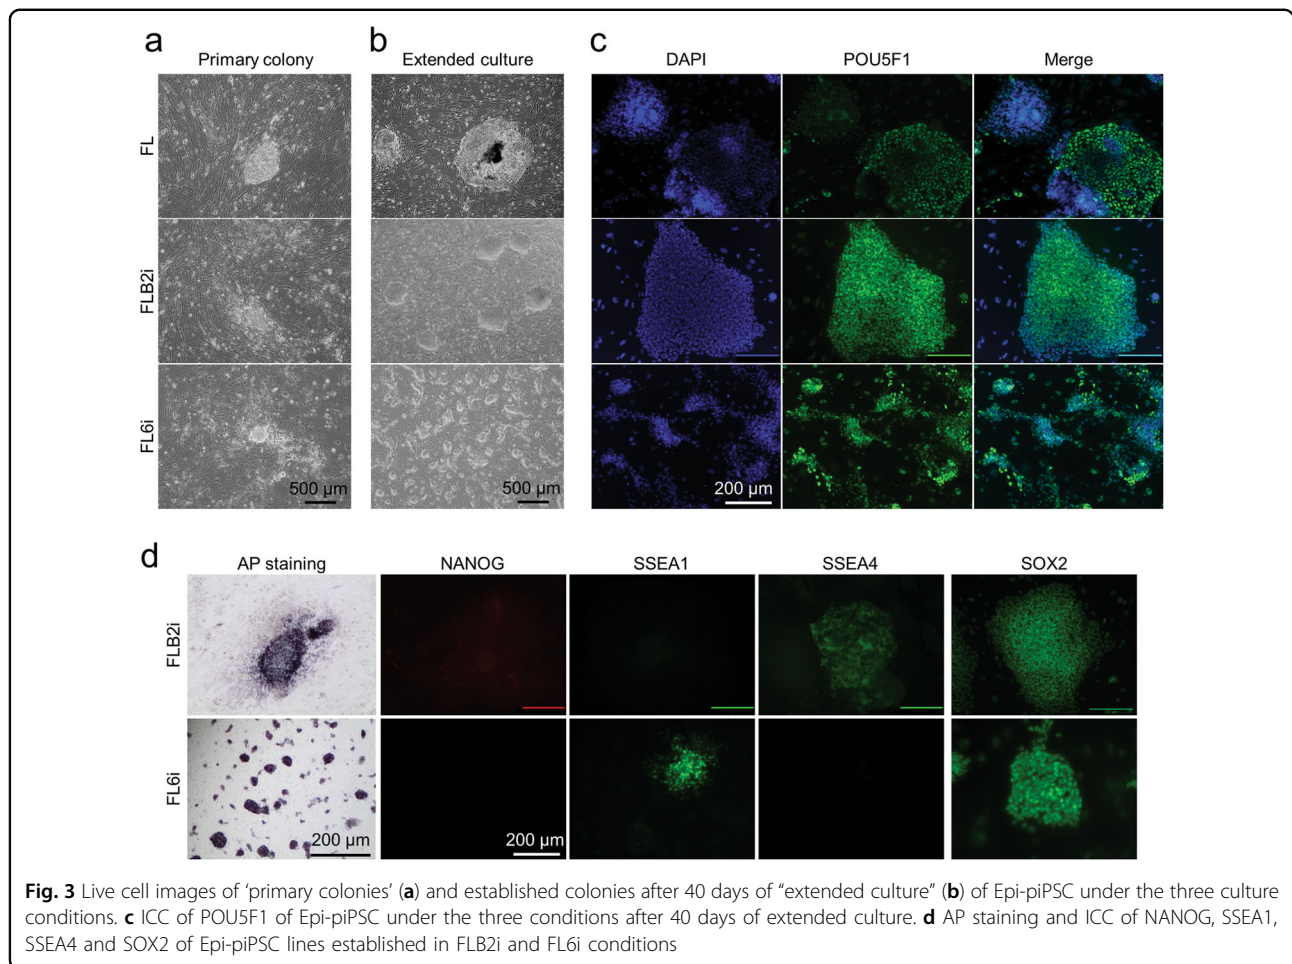 a
b
c
Primary colony
Extended culture
DAPI
POU5F1
Merge
FL
FLB2i
FL6i
500 µm
500 µm
200 µm
d
AP staining
NANOG
SSEA1
SSEA4
SOX2
FLB2i
FL6i
200 µm
200 µm
Fig. 3 Live cell images of ‘primary colonies’ (a) and established colonies after 40 days of “extended culture” (b) of Epi-piPSC under the three culture
conditions. c ICC of POU5F1 of Epi-piPSC under the three conditions after 40 days of extended culture. d AP staining and ICC of NANOG, SSEA1,
SSEA4 and SOX2 of Epi-piPSC lines established in FLB2i and FL6i conditions